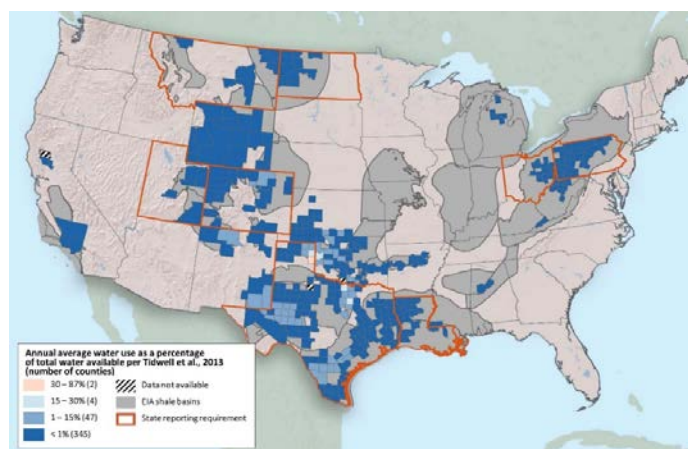 Annual average water use as a percentage
of total water available per Tidwell et al., 2013
(number of counties)
30 – 87% (2)
15 – 30% (4)
1 – 15% (47)
< 1% (345)
Data not available
EIA shale basins
State reporting requirement